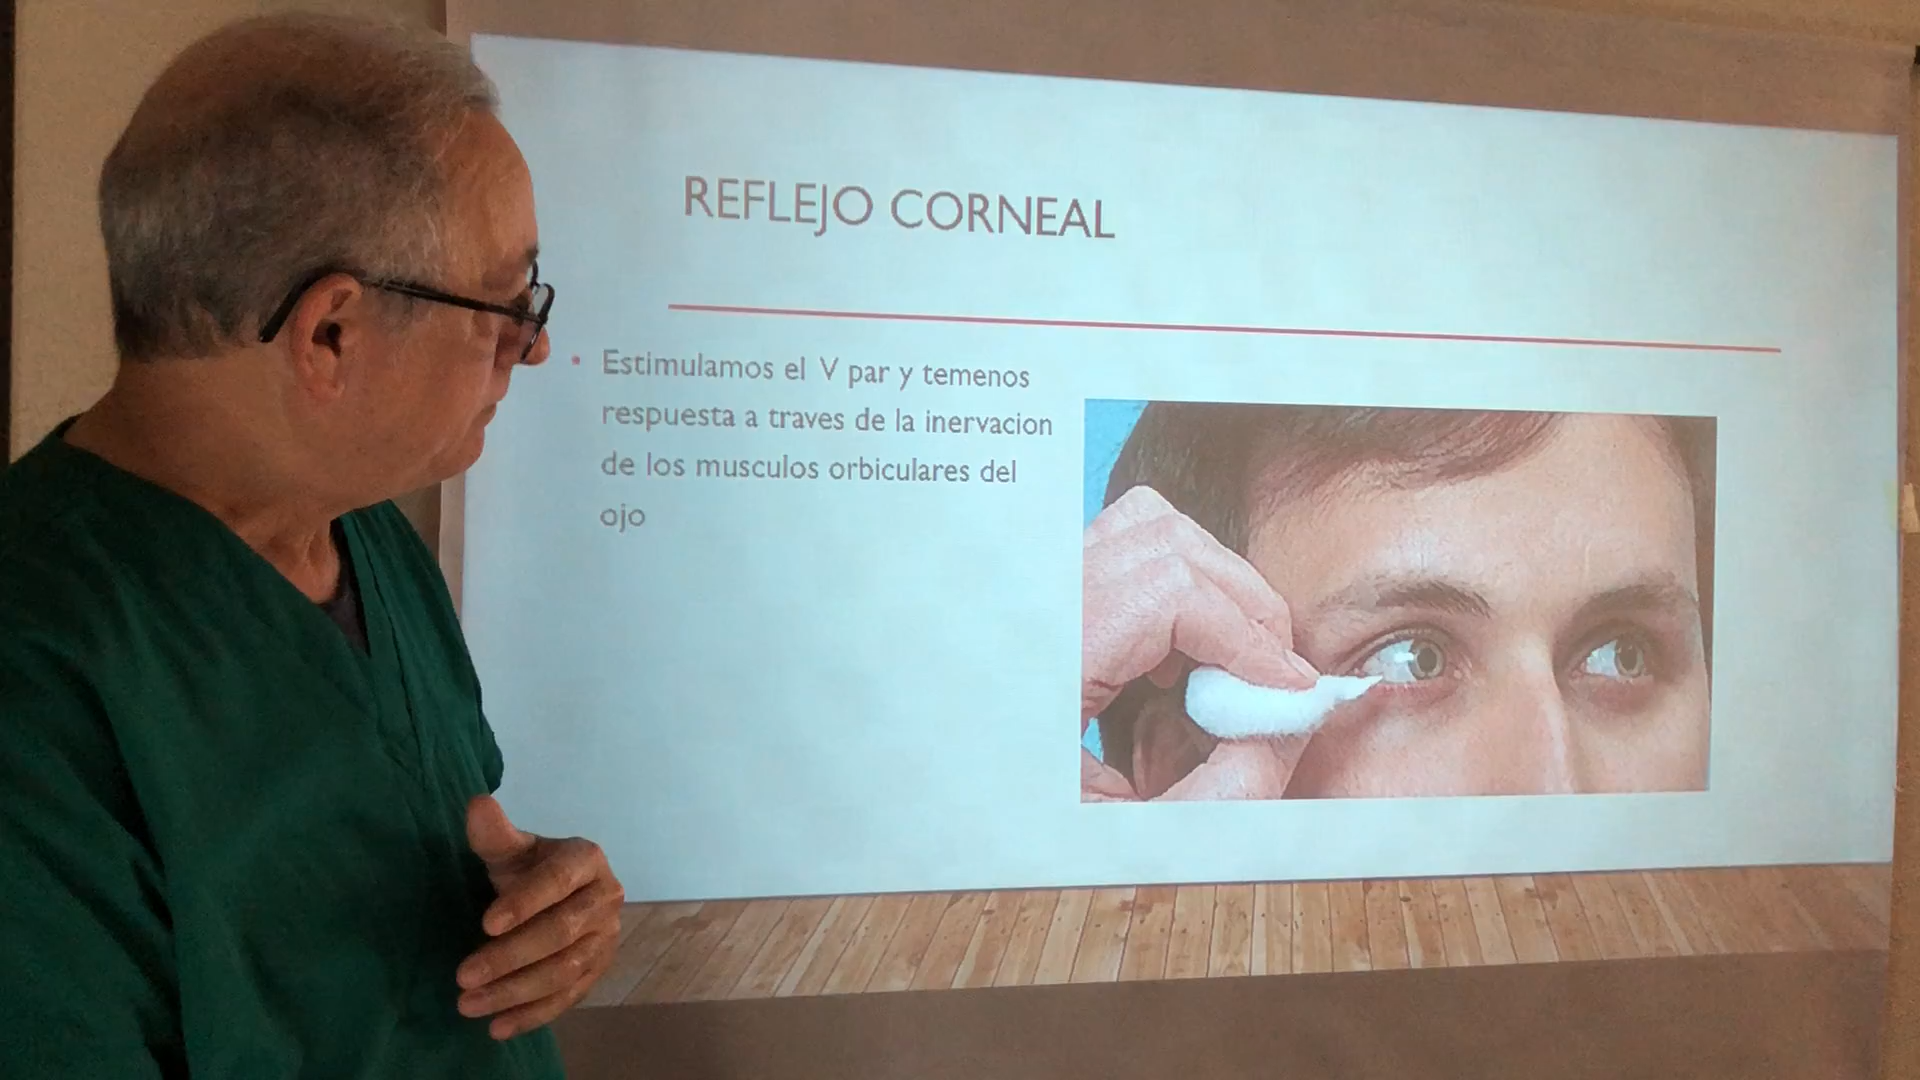 REFLEJO CORNEAL
• Estimulamos el V par y temenos
respuesta a traves de la inervacion
de los musculos orbiculares del
ojo